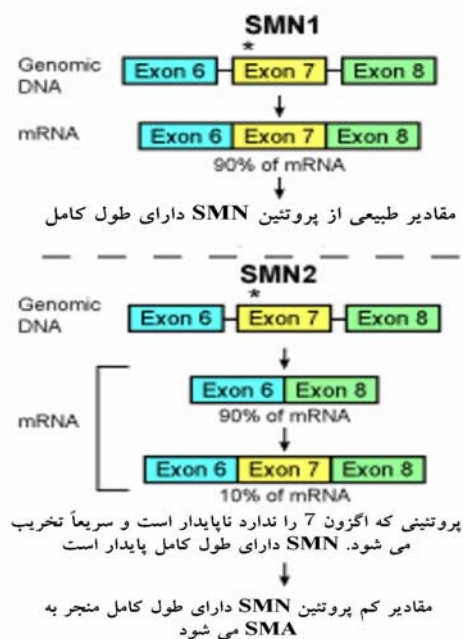 SMN1
*
Genomic DNA
Exon 6 Exon 7 Exon 8
mRNA
Exon 6 Exon 7 Exon 8
90% of mRNA
مقادیر طبیعی از پروتئین SMN دارای طول کامل
SMN2
*
Genomic
DNA
Exon 6 Exon 7 Exon 8
mRNA
Exon 6 Exon 8
90% of mRNA
Exon 6 Exon 7 Exon 8
10% of mRNA
پروتئینی که اگزون 7 را ندارد ناپایدار است و سریعاً تخریب
می شود. SMN دارای طول کامل پایدار است
مقادیر کم پروتئین SMN دارای طول کامل منجر به
SMA می شود